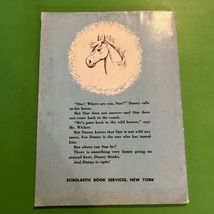 "Star! Where are you, Star?" Danny calls
to his horse.
But Star does not answer—and Star does
not come back to the ranch.
"He's gone back to the wild horses," says
Mr. Wicker.
But Danny knows that Star is not wild any
more. For Danny is the one who has tamed
him.
But where can Star be?
There is something very funny going on
around here, Danny thinks.
And Danny is right!
SCHOLASTIC BOOK SERVICES, NEW YORK